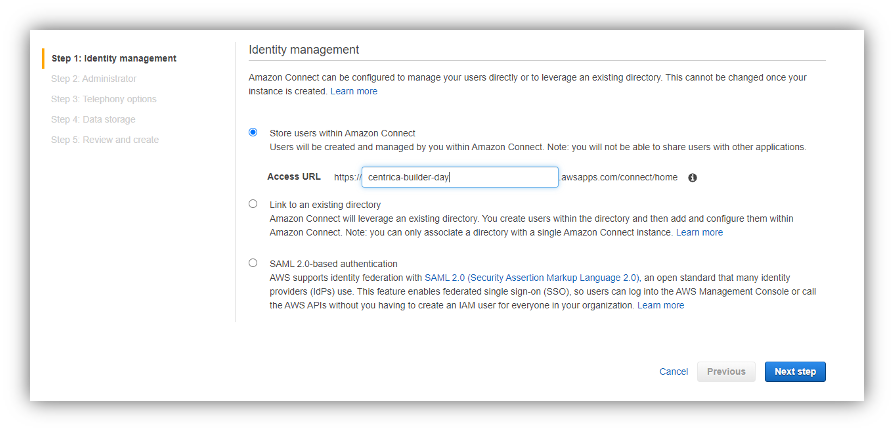 Step 1: Identity management
Step 2: Administrator
Step 3: Telephony options
Step 4: Data storage
Step 5: Review and create
Identity management
Amazon Connect can be configured to manage your users directly or to leverage an existing directory. This cannot be changed once your
instance is created. Learn more
Store users within Amazon Connect
Users will be created and managed by you within Amazon Connect. Note: you will not be able to share users with other applications.
Access URL https:// centrica-builder-day .awsapps.com/connect/home
Link to an existing directory
Amazon Connect will leverage an existing directory. You create users within the directory and then add and configure them within
Amazon Connect. Note: you can only associate a directory with a single Amazon Connect instance. Learn more
SAML 2.0-based authentication
AWS supports identity federation with SAML 2.0 (Security Assertion Markup Language 2.0), an open standard that many identity
providers (IdPs) use. This feature enables federated single sign-on (SSO), so users can log into the AWS Management Console or call
the AWS APIs without you having to create an IAM user for everyone in your organization. Learn more
Cancel Previous Next step